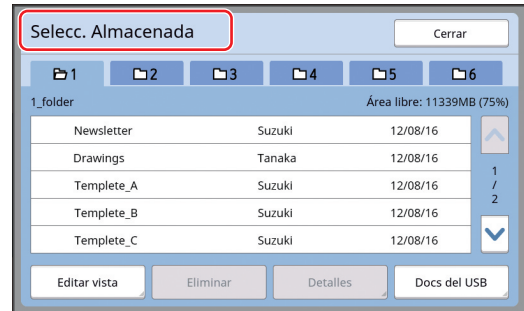 Selecc. Almacenada
Cerrar
1 2 3 4 5 6
1_folder Área libre: 11339MB (75%)
Newsletter Suzuki 12/08/16
Drawings Tanaka 12/08/16
Templete_A Suzuki 12/08/16
Templete_B Suzuki 12/08/16
Templete_C Suzuki 12/08/16
1
/
2
Editar vista Eliminar Detalles Docs del USB